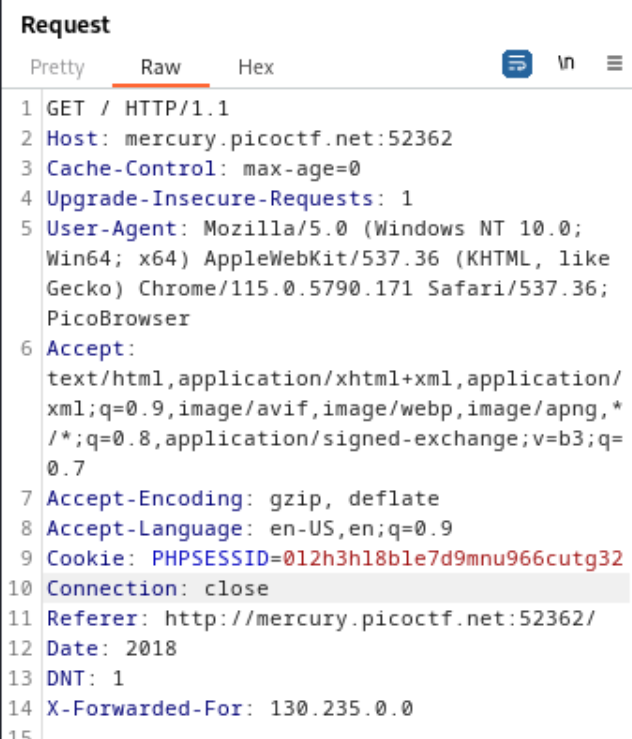 Request
Pretty Raw Hex \n
1 GET / HTTP/1.1
2 Host: mercury.picoctf.net:52362
3 Cache-Control: max-age=0
4 Upgrade-Insecure-Requests: 1
5 User-Agent: Mozilla/5.0 (Windows NT 10.0;
Win64; x64) AppleWebKit/537.36 (KHTML, like
Gecko) Chrome/115.0.5790.171 Safari/537.36;
PicoBrowser
6 Accept:
text/html,application/xhtml+xml,application/
xml;q=0.9,image/avif,image/webp,image/apng,*
/*;q=0.8,application/signed-exchange;v=b3;q=
0.7
7 Accept-Encoding: gzip, deflate
8 Accept-Language: en-US,en;q=0.9
9 Cookie: PHPSESSID=0l2h3hl8ble7d9mnu966cutg32
10 Connection: close
11 Referer: http://mercury.picoctf.net:52362/
12 Date: 2018
13 DNT: 1
14 X-Forwarded-For: 130.235.0.0
15